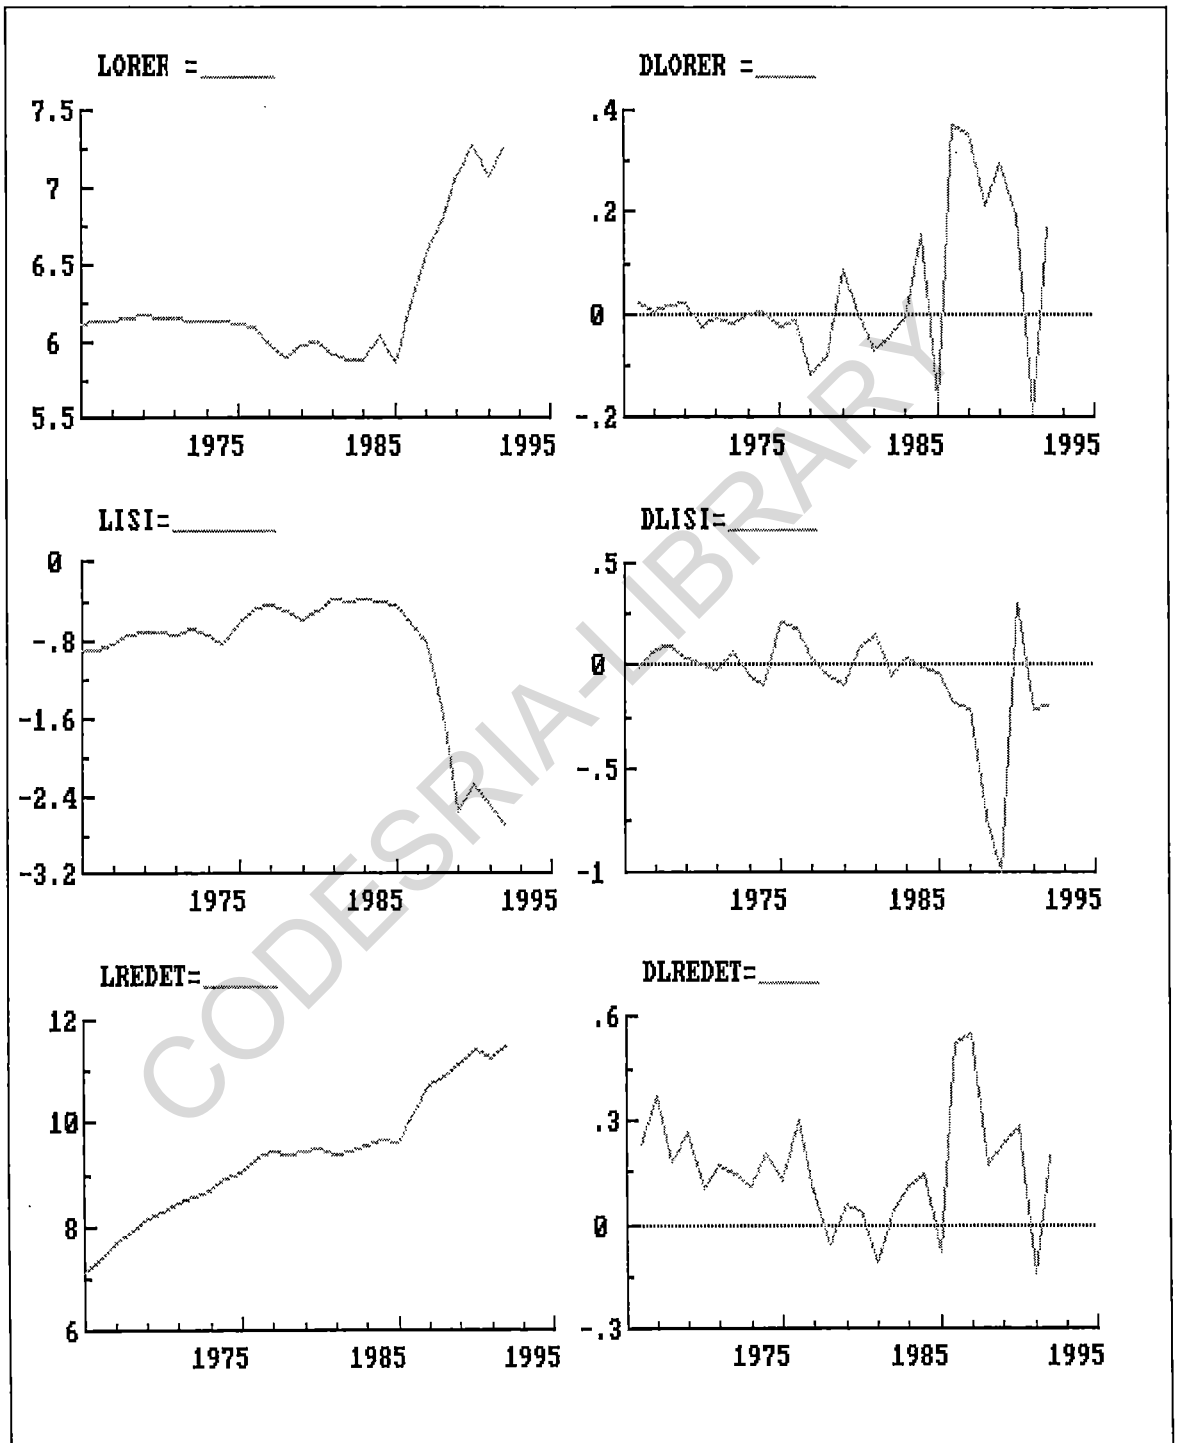 LORER = DLORER =
7.5 .4
7
.2
6.5
0
6
5.5 -.2
1975 1985 1995 1975 1985 1995
LISI= DLISI=
0 .5
-.8 0
-1.6
-.5
-2.4
-3.2 -1
1975 1985 1995 1975 1985 1995
LREDET= DLREDET=
12 .6
10 .3
8 0
6 -.3
1975 1985 1995 1975 1985 1995
CODESRIA-LIBRARY